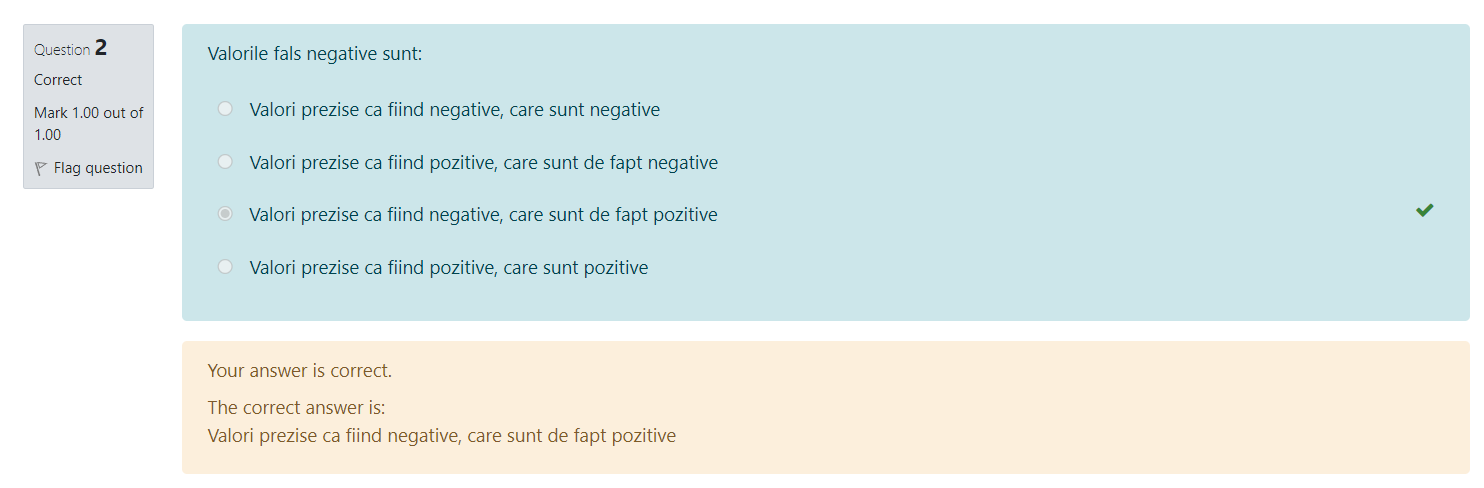 Question 2
Correct
Mark 1.00 out of
1.00
Flag question
Valorile fals negative sunt:
Valori prezise ca fiind negative, care sunt negative
Valori prezise ca fiind pozitive, care sunt de fapt negative
Valori prezise ca fiind negative, care sunt de fapt pozitive
Valori prezise ca fiind pozitive, care sunt pozitive
Your answer is correct.
The correct answer is:
Valori prezise ca fiind negative, care sunt de fapt pozitive